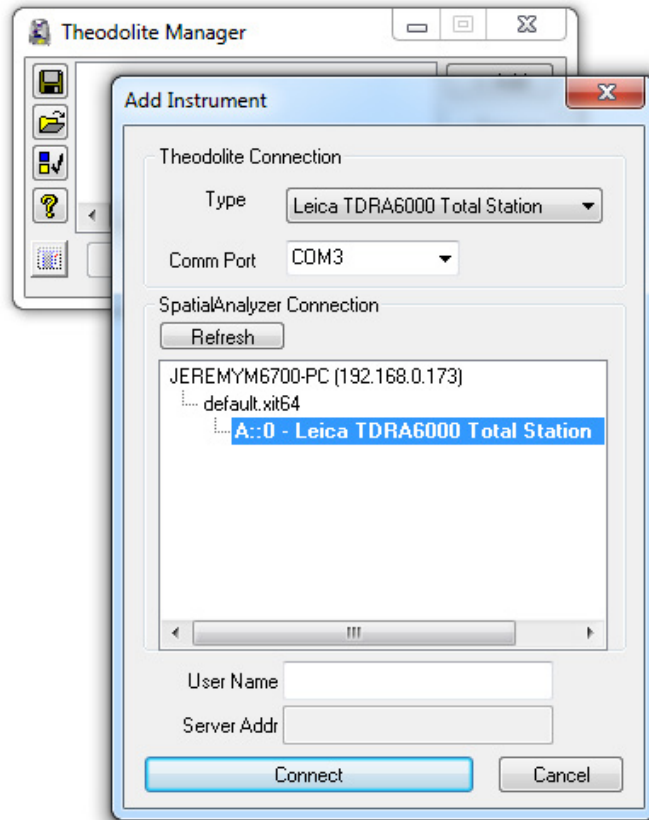 Theodolite Manager
Add Instrument
Theodolite Connection
Type Leica TDRA6000 Total Station
Comm Port COM3
SpatialAnalyzer Connection
Refresh
JEREMYM6700-PC (192.168.0.173)
default.xit64
A::0 - Leica TDRA6000 Total Station
User Name
Server Addr
Connect Cancel